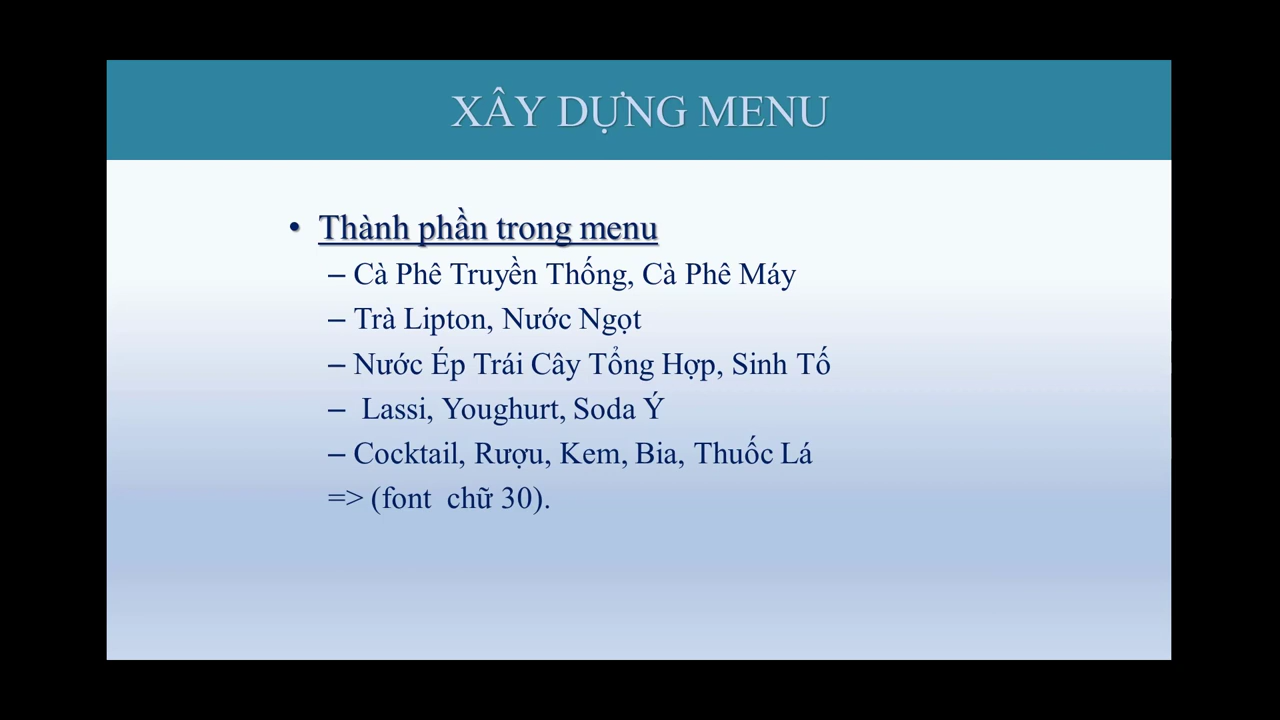 XÂY DỰNG MENU
• Thành phần trong menu
– Cà Phê Truyền Thống, Cà Phê Máy
– Trà Lipton, Nước Ngọt
– Nước Ép Trái Cây Tổng Hợp, Sinh Tố
– Lassi, Youghurt, Soda Ý
– Cocktail, Rượu, Kem, Bia, Thuốc Lá
=> (font chữ 30).